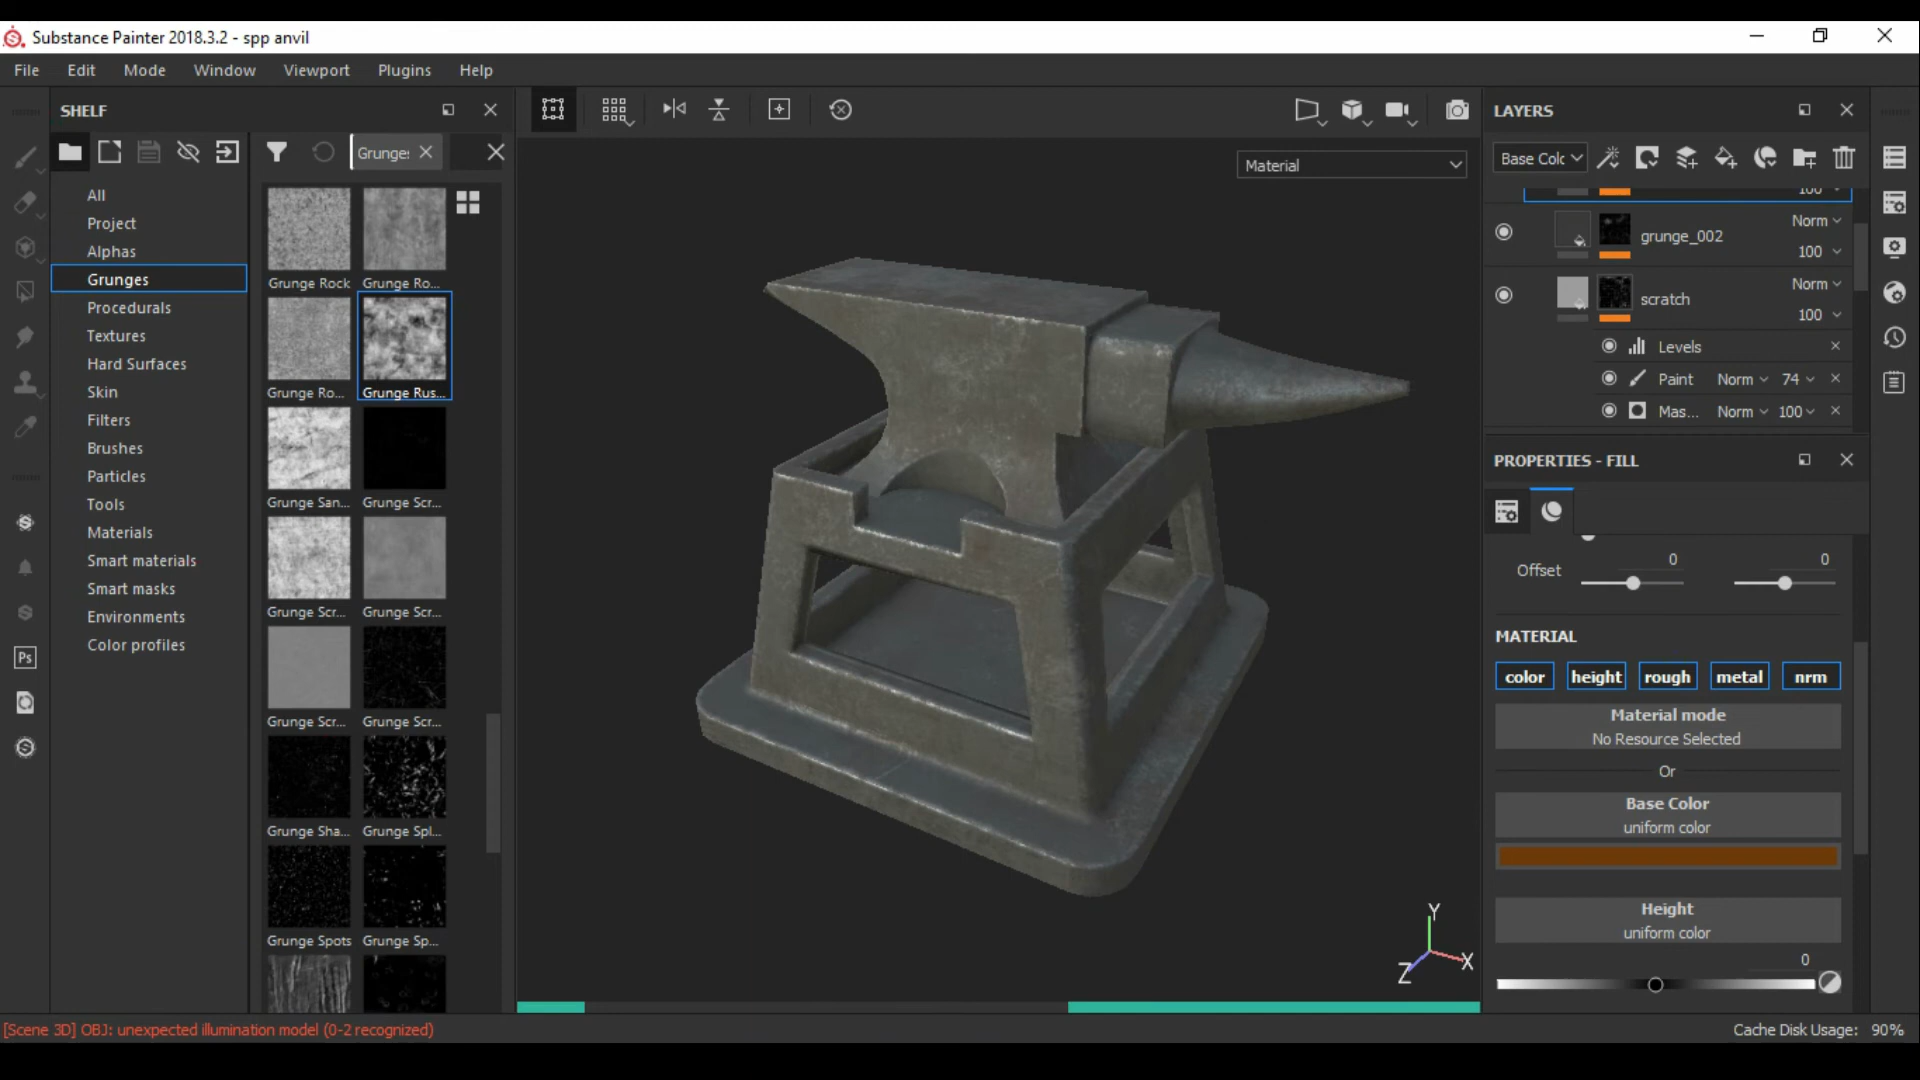 Substance Painter 2018.3.2 - spp anvil
File Edit Mode Window Viewport Plugins Help
SHELF
Grunge:
All
Project
Alphas
Grunges
Procedurals
Textures
Hard Surfaces
Skin
Filters
Brushes
Particles
Tools
Materials
Smart materials
Smart masks
Environments
Color profiles
Ps
Grunge Rock Grunge Ro...
Grunge Ro... Grunge Rus...
Grunge San... Grunge Scr...
Grunge Scr... Grunge Scr...
Grunge Scr... Grunge Scr...
Grunge Sha... Grunge Spl...
Grunge Spots Grunge Sp...
Material
Y
Z X
LAYERS
Base Colc
100
grunge_002 Norm
100
scratch Norm
100
Levels
Paint Norm 74
Mas... Norm 100
PROPERTIES - FILL
Offset 0 0
MATERIAL
color height rough metal nrm
Material mode
No Resource Selected
Or
Base Color
uniform color
Height
uniform color
0
[Scene 3D] OBJ: unexpected illumination model (0-2 recognized)
Cache Disk Usage: 90%